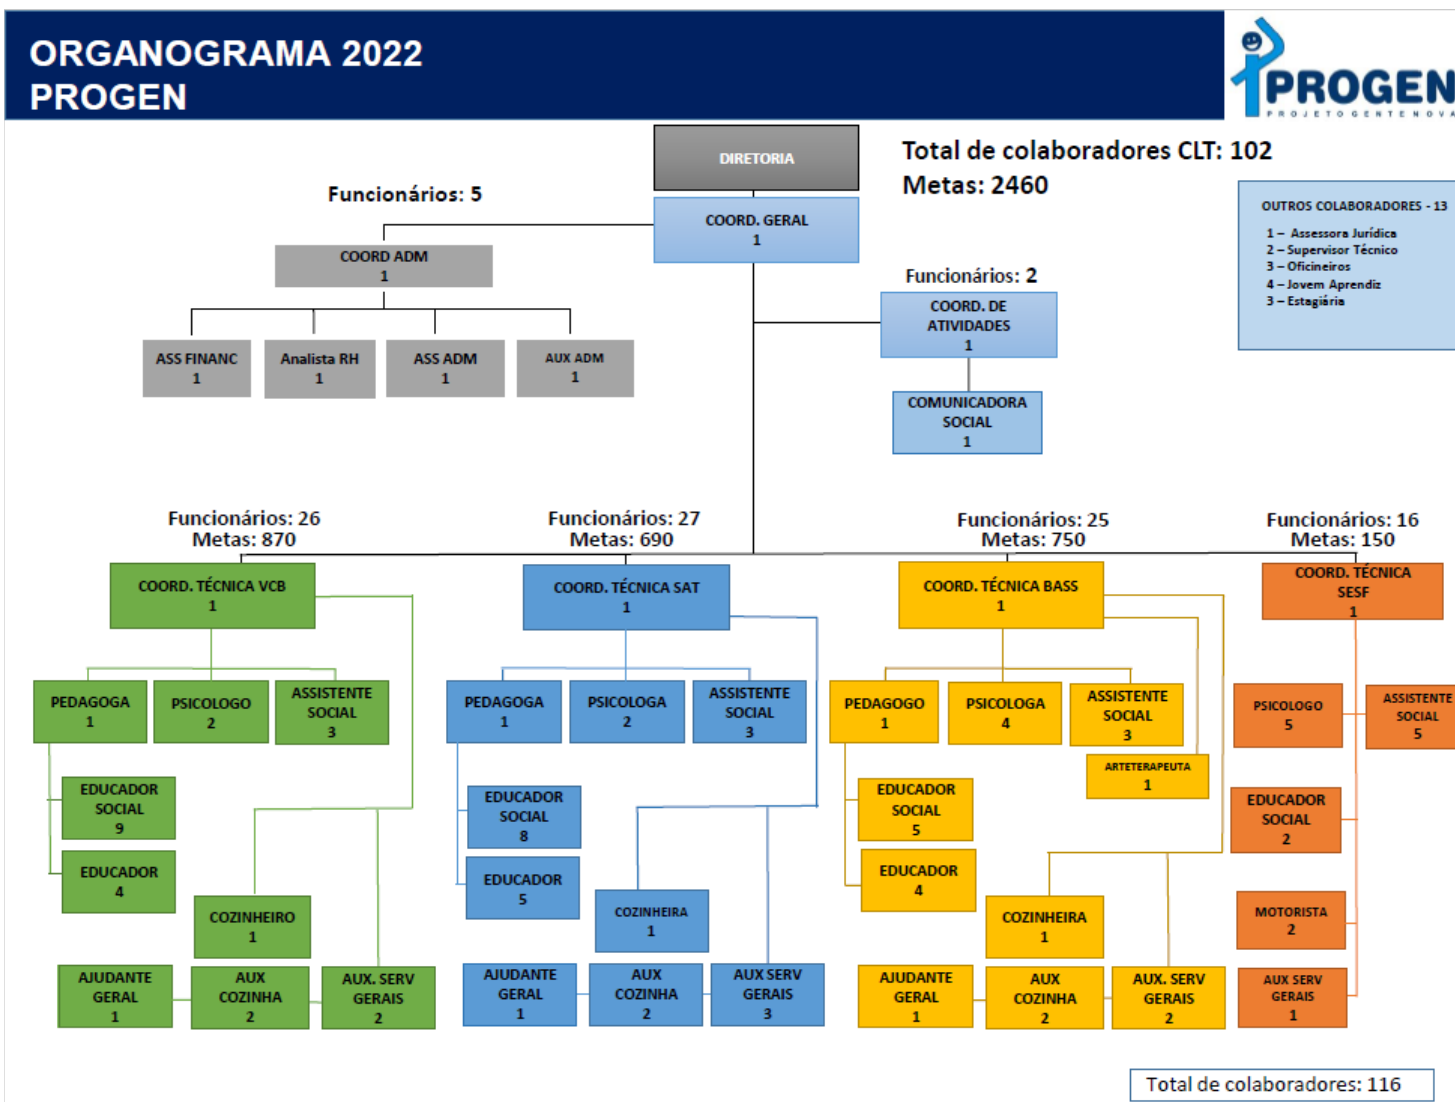 ORGANOGRAMA 2022
PROGEN
PROGEN
PROJETO GENTE NOVA
DIRETORIA
Total de colaboradores CLT: 102
Metas: 2460
Funcionários: 5
COORD. GERAL
1
OUTROS COLABORADORES - 13
1 – Assessora Jurídica
2 – Supervisor Técnico
3 – Oficineiros
4 – Jovem Aprendiz
3 – Estagiária
COORD ADM
1
Funcionários: 2
COORD. DE
ATIVIDADES
1
ASS FINANC
1
Analista RH
1
ASS ADM
1
AUX ADM
1
COMUNICADORA
SOCIAL
1
Funcionários: 26
Metas: 870
Funcionários: 27
Metas: 690
Funcionários: 25
Metas: 750
Funcionários: 16
Metas: 150
COORD. TÉCNICA VCB
1
COORD. TÉCNICA SAT
1
COORD. TÉCNICA BASS
1
COORD. TÉCNICA
SESF
1
PEDAGOGA
1
PSICOLOGO
2
ASSISTENTE
SOCIAL
3
PEDAGOGA
1
PSICOLOGA
2
ASSISTENTE
SOCIAL
3
PEDAGOGO
1
PSICOLOGA
4
ASSISTENTE
SOCIAL
3
PSICOLOGO
5
ASSISTENTE
SOCIAL
5
ARTETERAPEUTA
1
EDUCADOR
SOCIAL
9
EDUCADOR
SOCIAL
8
EDUCADOR
SOCIAL
5
EDUCADOR
SOCIAL
2
EDUCADOR
4
EDUCADOR
5
EDUCADOR
4
COZINHEIRO
1
COZINHEIRA
1
COZINHEIRA
1
MOTORISTA
2
AJUDANTE
GERAL
1
AUX
COZINHA
2
AUX. SERV
GERAIS
2
AJUDANTE
GERAL
1
AUX
COZINHA
2
AUX SERV
GERAIS
3
AJUDANTE
GERAL
1
AUX
COZINHA
2
AUX. SERV
GERAIS
2
AUX SERV
GERAIS
1
Total de colaboradores: 116